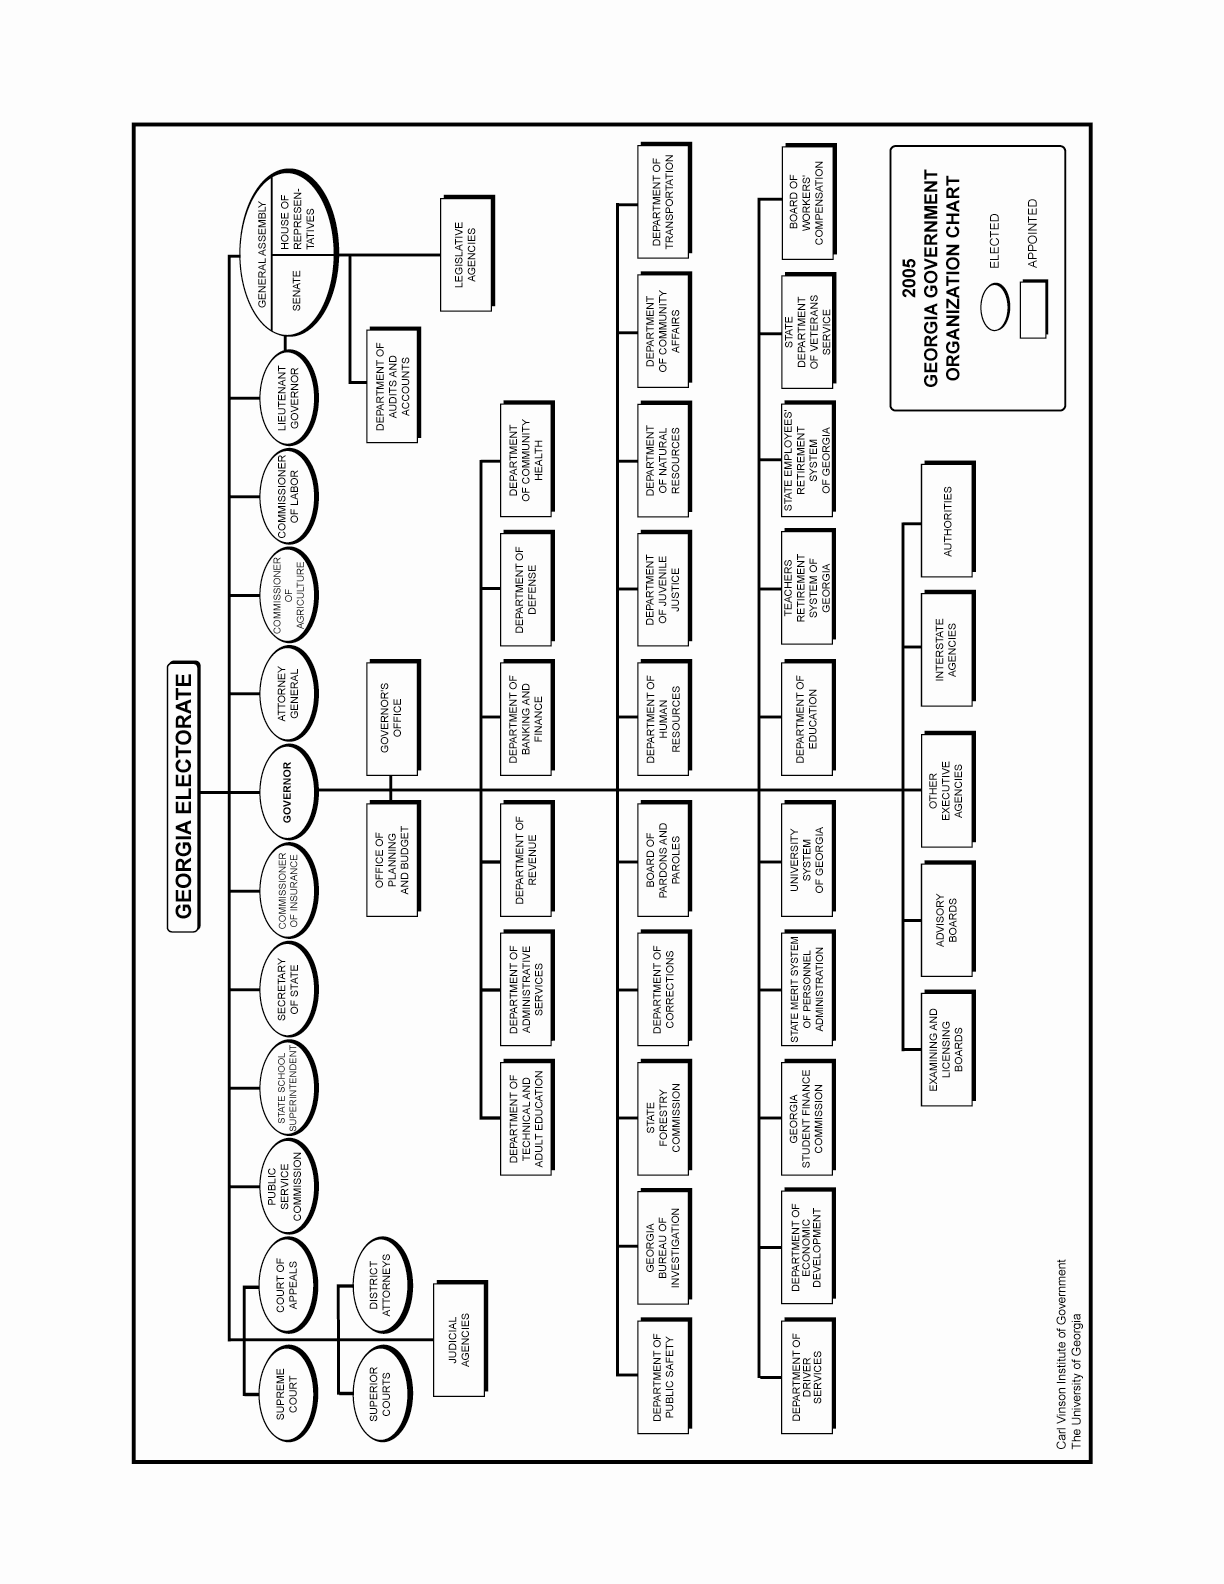 GEORGIA ELECTORATE
SUPREME
COURT
COURT OF
APPEALS
PUBLIC
SERVICE
COMMISSION
STATE SCHOOL
SUPERINTENDENT
SECRETARY
OF STATE
COMMISSIONER
OF INSURANCE
GOVERNOR
ATTORNEY
GENERAL
COMMISSIONER
OF
AGRICULTURE
COMMISSIONER
OF LABOR
LIEUTENANT
GOVERNOR
GENERAL ASSEMBLY
SENATE
HOUSE OF
REPRESEN-
TATIVES
SUPERIOR
COURTS
DISTRICT
ATTORNEYS
OFFICE OF
PLANNING
AND BUDGET
GOVERNOR'S
OFFICE
DEPARTMENT OF
AUDITS AND
ACCOUNTS
JUDICIAL
AGENCIES
LEGISLATIVE
AGENCIES
DEPARTMENT OF
TECHNICAL AND
ADULT EDUCATION
DEPARTMENT OF
ADMINISTRATIVE
SERVICES
DEPARTMENT OF
REVENUE
DEPARTMENT OF
BANKING AND
FINANCE
DEPARTMENT OF
DEFENSE
DEPARTMENT
OF COMMUNITY
HEALTH
DEPARTMENT OF
PUBLIC SAFETY
GEORGIA
BUREAU OF
INVESTIGATION
STATE
FORESTRY
COMMISSION
DEPARTMENT OF
CORRECTIONS
BOARD OF
PARDONS AND
PAROLES
DEPARTMENT OF
HUMAN
RESOURCES
DEPARTMENT
OF JUVENILE
JUSTICE
DEPARTMENT
OF NATURAL
RESOURCES
DEPARTMENT
OF COMMUNITY
AFFAIRS
DEPARTMENT OF
TRANSPORTATION
DEPARTMENT OF
DRIVER
SERVICES
DEPARTMENT OF
ECONOMIC
DEVELOPMENT
GEORGIA
STUDENT FINANCE
COMMISSION
STATE MERIT SYSTEM
OF PERSONNEL
ADMINISTRATION
UNIVERSITY
SYSTEM
OF GEORGIA
DEPARTMENT OF
EDUCATION
TEACHERS
RETIREMENT
SYSTEM OF
GEORGIA
STATE EMPLOYEES'
RETIREMENT
SYSTEM
OF GEORGIA
STATE
DEPARTMENT
OF VETERANS
SERVICE
BOARD OF
WORKERS'
COMPENSATION
EXAMINING AND
LICENSING
BOARDS
ADVISORY
BOARDS
OTHER
EXECUTIVE
AGENCIES
INTERSTATE
AGENCIES
AUTHORITIES
2005
GEORGIA GOVERNMENT
ORGANIZATION CHART
ELECTED
APPOINTED
Carl Vinson Institute of Government
The University of Georgia